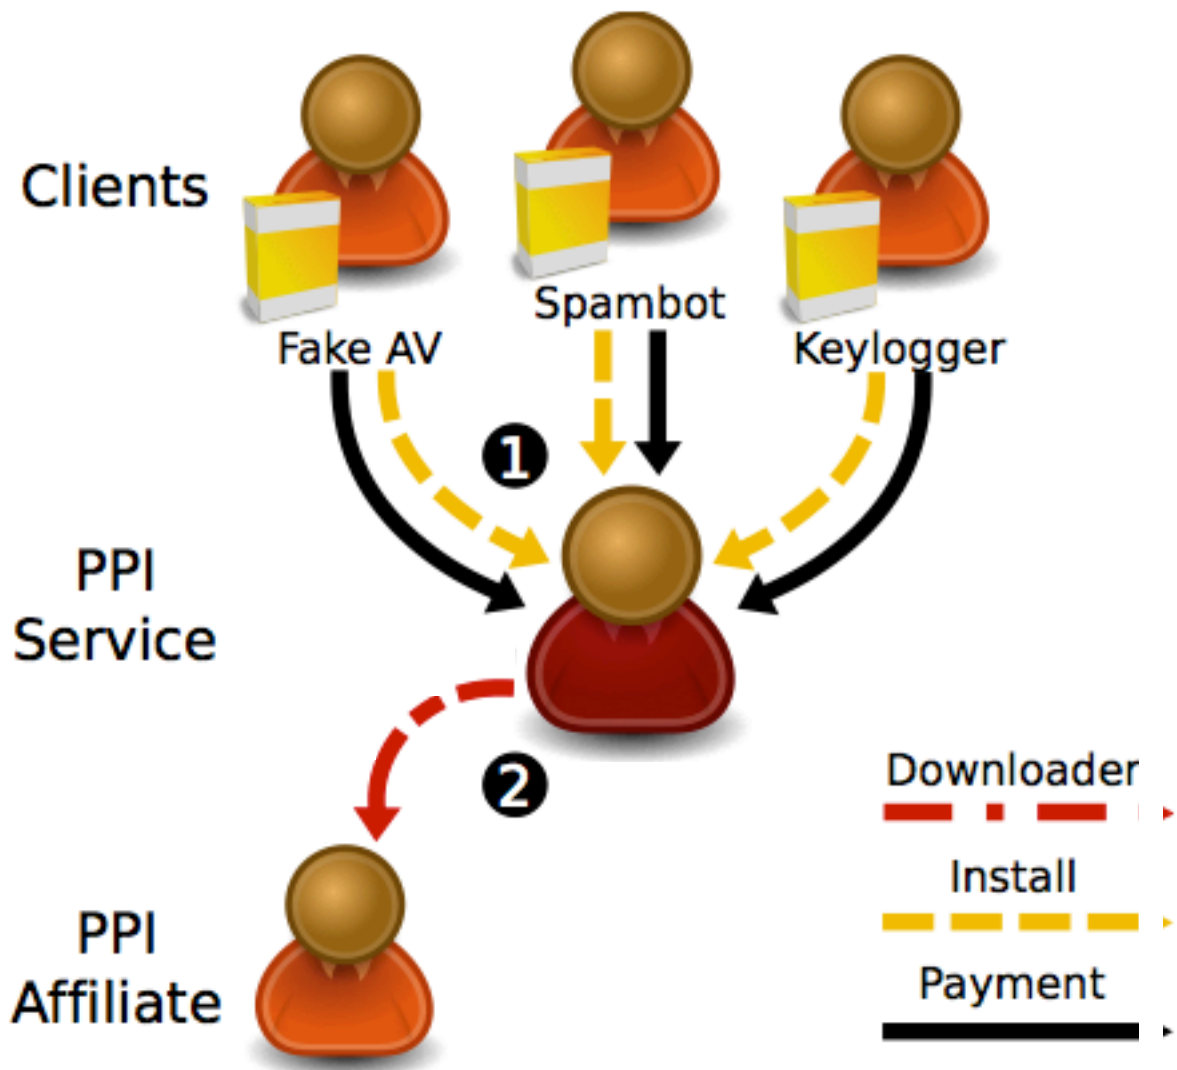 Clients
Fake AV
Spambot
Keylogger
1
PPI
Service
2
Downloader
Install
PPI
Affiliate
Payment